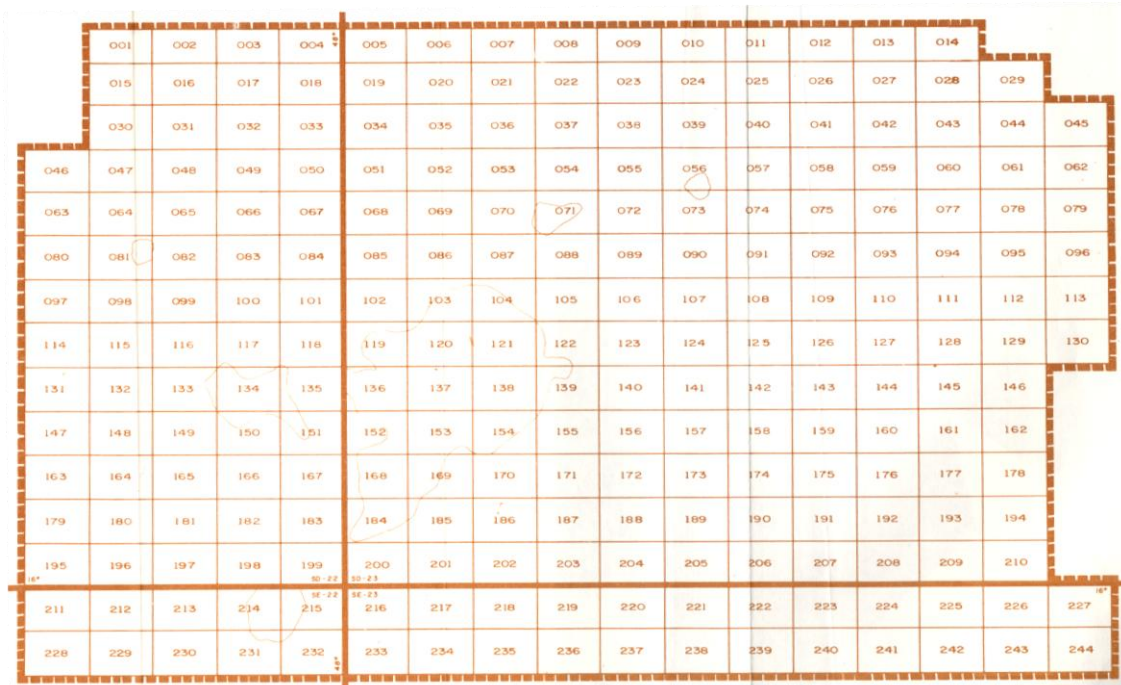 001 002 003 004 48° 005 006 007 008 009 010 011 012 013 014
015 016 017 018 019 020 021 022 023 024 025 026 027 028 029
030 031 032 033 034 035 036 037 038 039 040 041 042 043 044 045
046 047 048 049 050 051 052 053 054 055 056 057 058 059 060 061 062
063 064 065 066 067 068 069 070 071 072 073 074 075 076 077 078 079
080 081 082 083 084 085 086 087 088 089 090 091 092 093 094 095 096
097 098 099 100 101 102 103 104 105 106 107 108 109 110 111 112 113
114 115 116 117 118 119 120 121 122 123 124 125 126 127 128 129 130
131 132 133 134 135 136 137 138 139 140 141 142 143 144 145 146
147 148 149 150 151 152 153 154 155 156 157 158 159 160 161 162
163 164 165 166 167 168 169 170 171 172 173 174 175 176 177 178
179 180 181 182 183 184 185 186 187 188 189 190 191 192 193 194
195 196 197 198 199 200 201 202 203 204 205 206 207 208 209 210
16° SD-22 SD-23
SE-22 SE-23 16°
211 212 213 214 215 216 217 218 219 220 221 222 223 224 225 226 227
228 229 230 231 232 48° 233 234 235 236 237 238 239 240 241 242 243 244